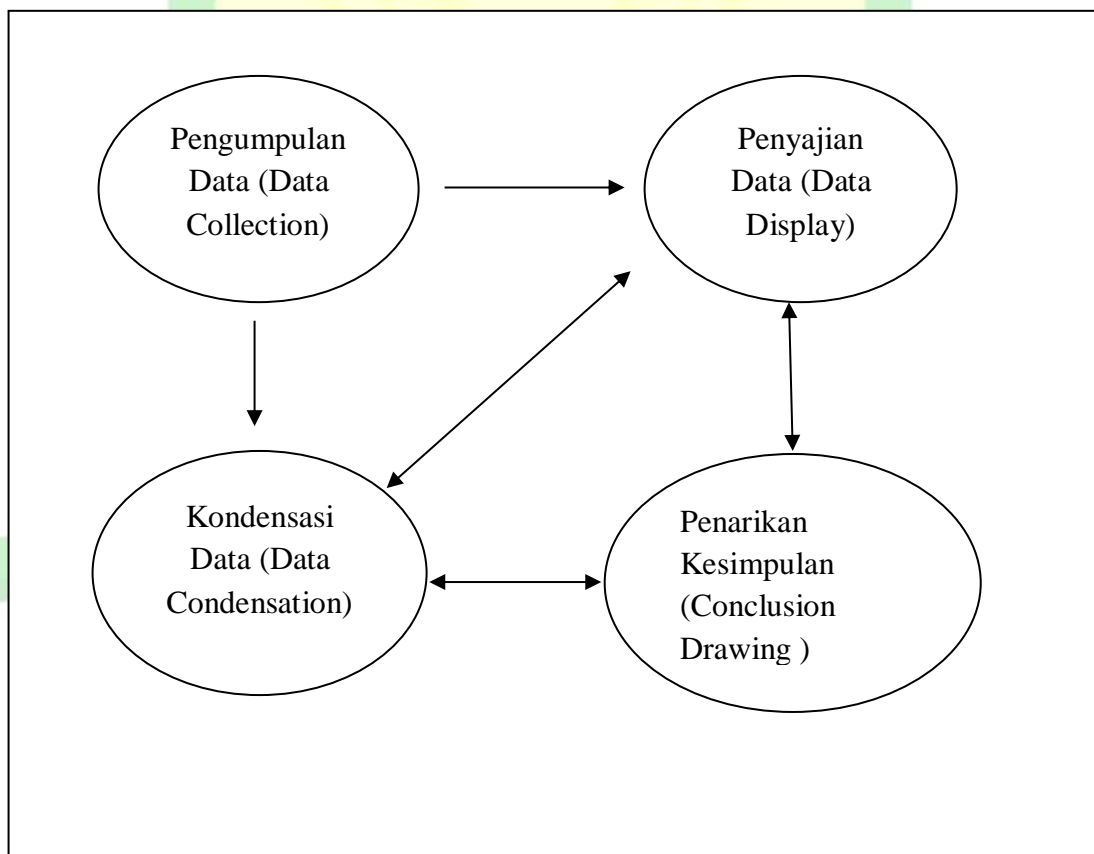 Pengumpulan
Data (Data
Collection)
Penyajian
Data (Data
Display)
Kondensasi
Data (Data
Condensation)
Penarikan
Kesimpulan
(Conclusion
Drawing )